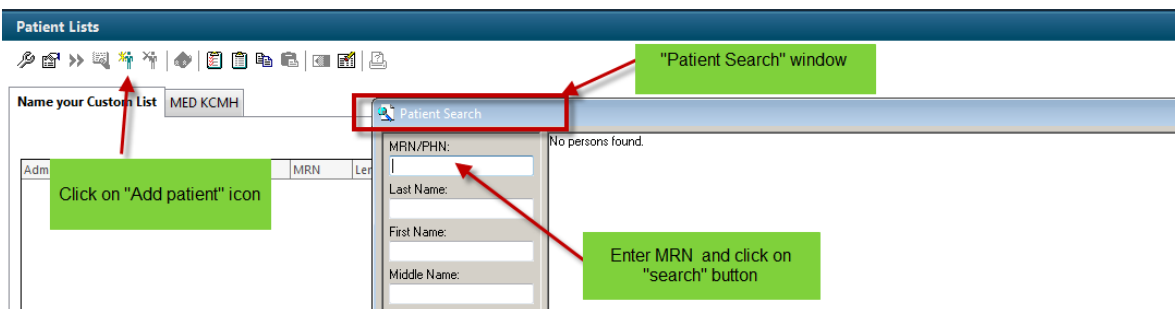 Patient Lists
"Patient Search" window
Name your Custom List MED KCMH
Patient Search
MRN/PHN:
No persons found.
Adm MRN Ler
Click on "Add patient" icon
Last Name:
First Name:
Enter MRN and click on
"search" button
Middle Name: